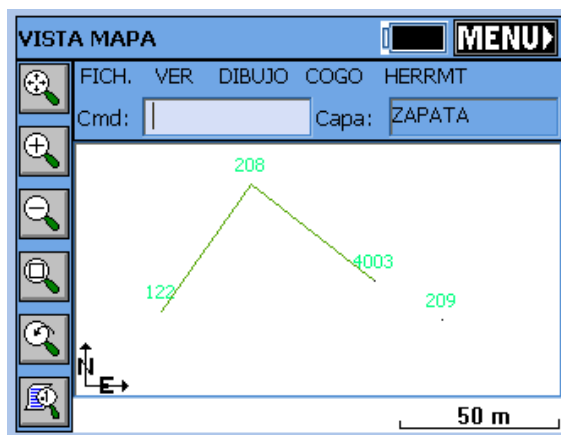 VISTA MAPA MENU
FICH. VER DIBUJO COGO HERRMT
Cmd: Capa: ZAPATA
208
4003
122
209
N
E
50 m